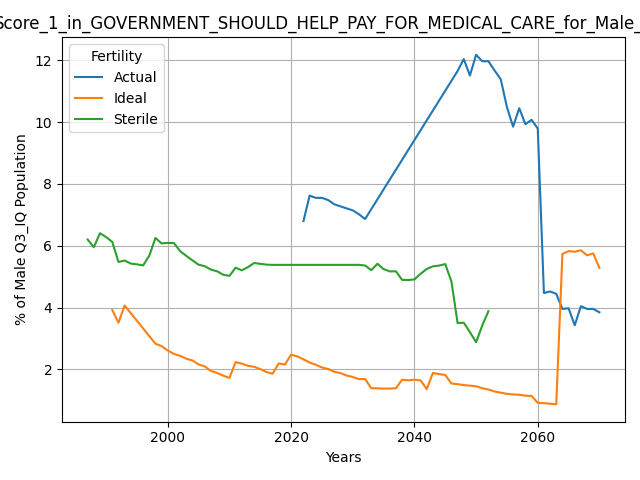 Score_1_in_GOVERNMENT_SHOULD_HELP_PAY_FOR_MEDICAL_CARE_for_Male_
Fertility
Actual
Ideal
Sterile
% of Male Q3_IQ Population
12
10
8
6
4
2
2000 2020 2040 2060
Years